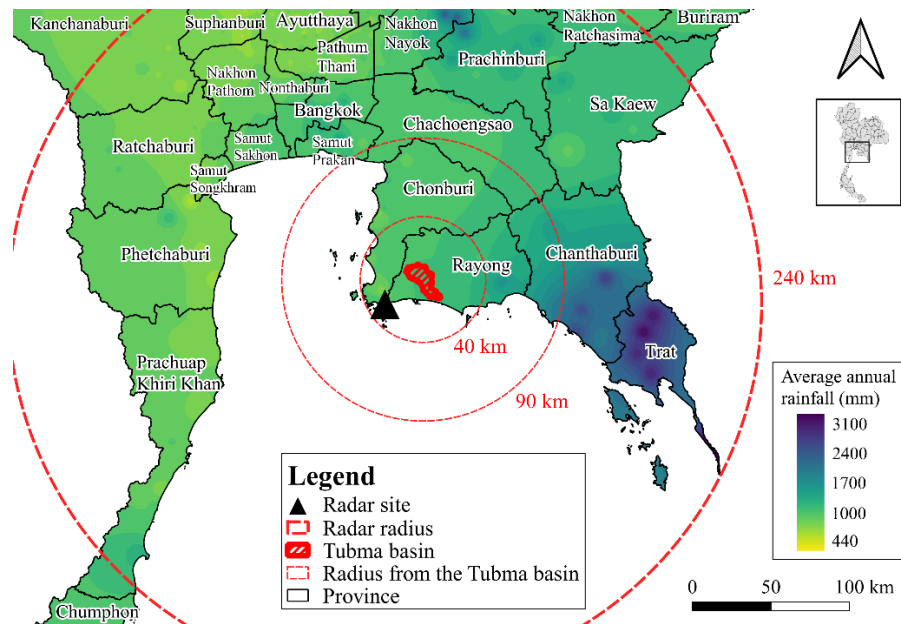 Kanchanaburi
Suphanburi
Ayutthaya
Nakhon
Nayok
Nakhon
Ratchasima
Buriram
Pathum
Thani
Prachinburi
Nakhon
Pathom
Nonthaburi
Bangkok
Sa Kaew
Chachoengsao
Ratchaburi
Samut
Sakhon
Samut
Prakan
Samut
Songkhram
Chonburi
Phetchaburi
Rayong
Chanthaburi
240 km
40 km
Trat
Prachuap
Khiri Khan
90 km
Average annual
rainfall (mm)
3100
2400
1700
1000
440
Legend
Radar site
Radar radius
Tubma basin
Radius from the Tubma basin
Province
0 50 100 km
Chumphon